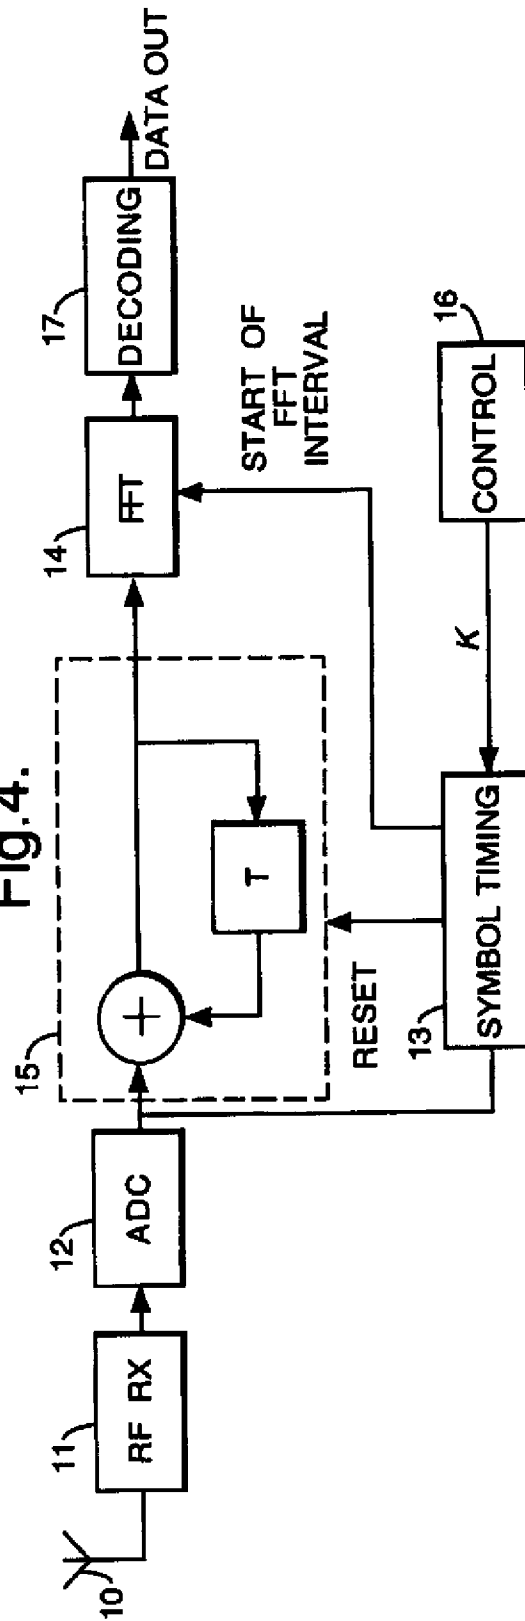 Fig.4.
10
11
RF RX
12
ADC
15
T
14
FFT
17
DECODING
DATA OUT
RESET
START OF
FFT
INTERVAL
13
SYMBOL TIMING
K
16
CONTROL